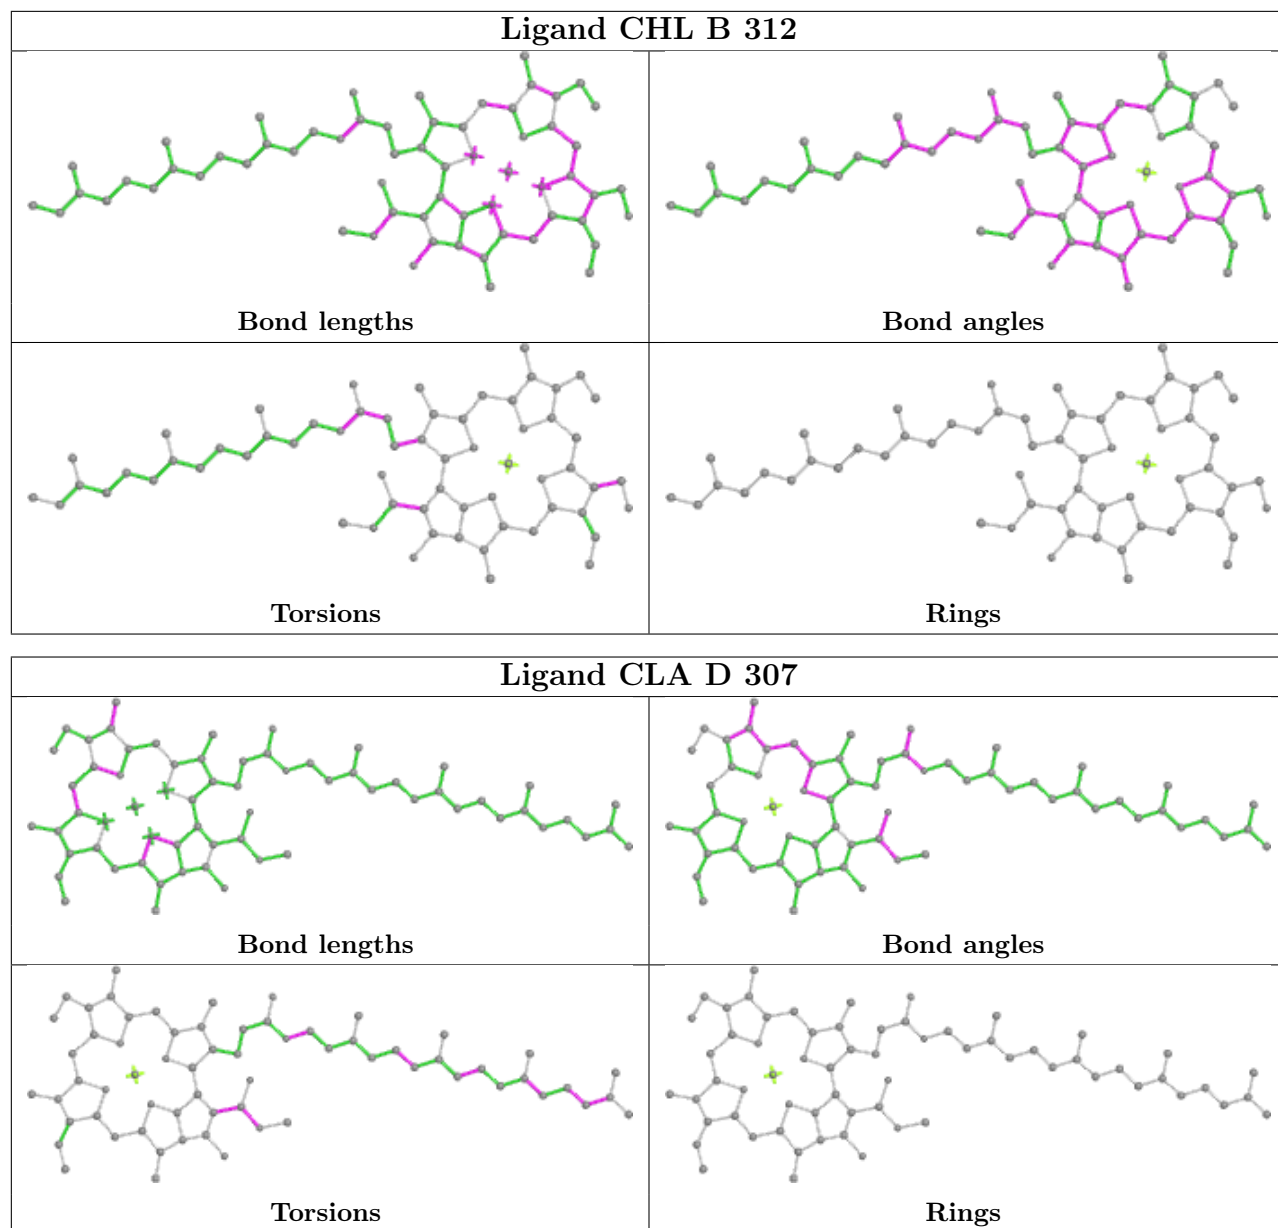 Ligand CHL B 312
Bond lengths
Bond angles
Torsions
Rings
Ligand CLA D 307
Bond lengths
Bond angles
Torsions
Rings